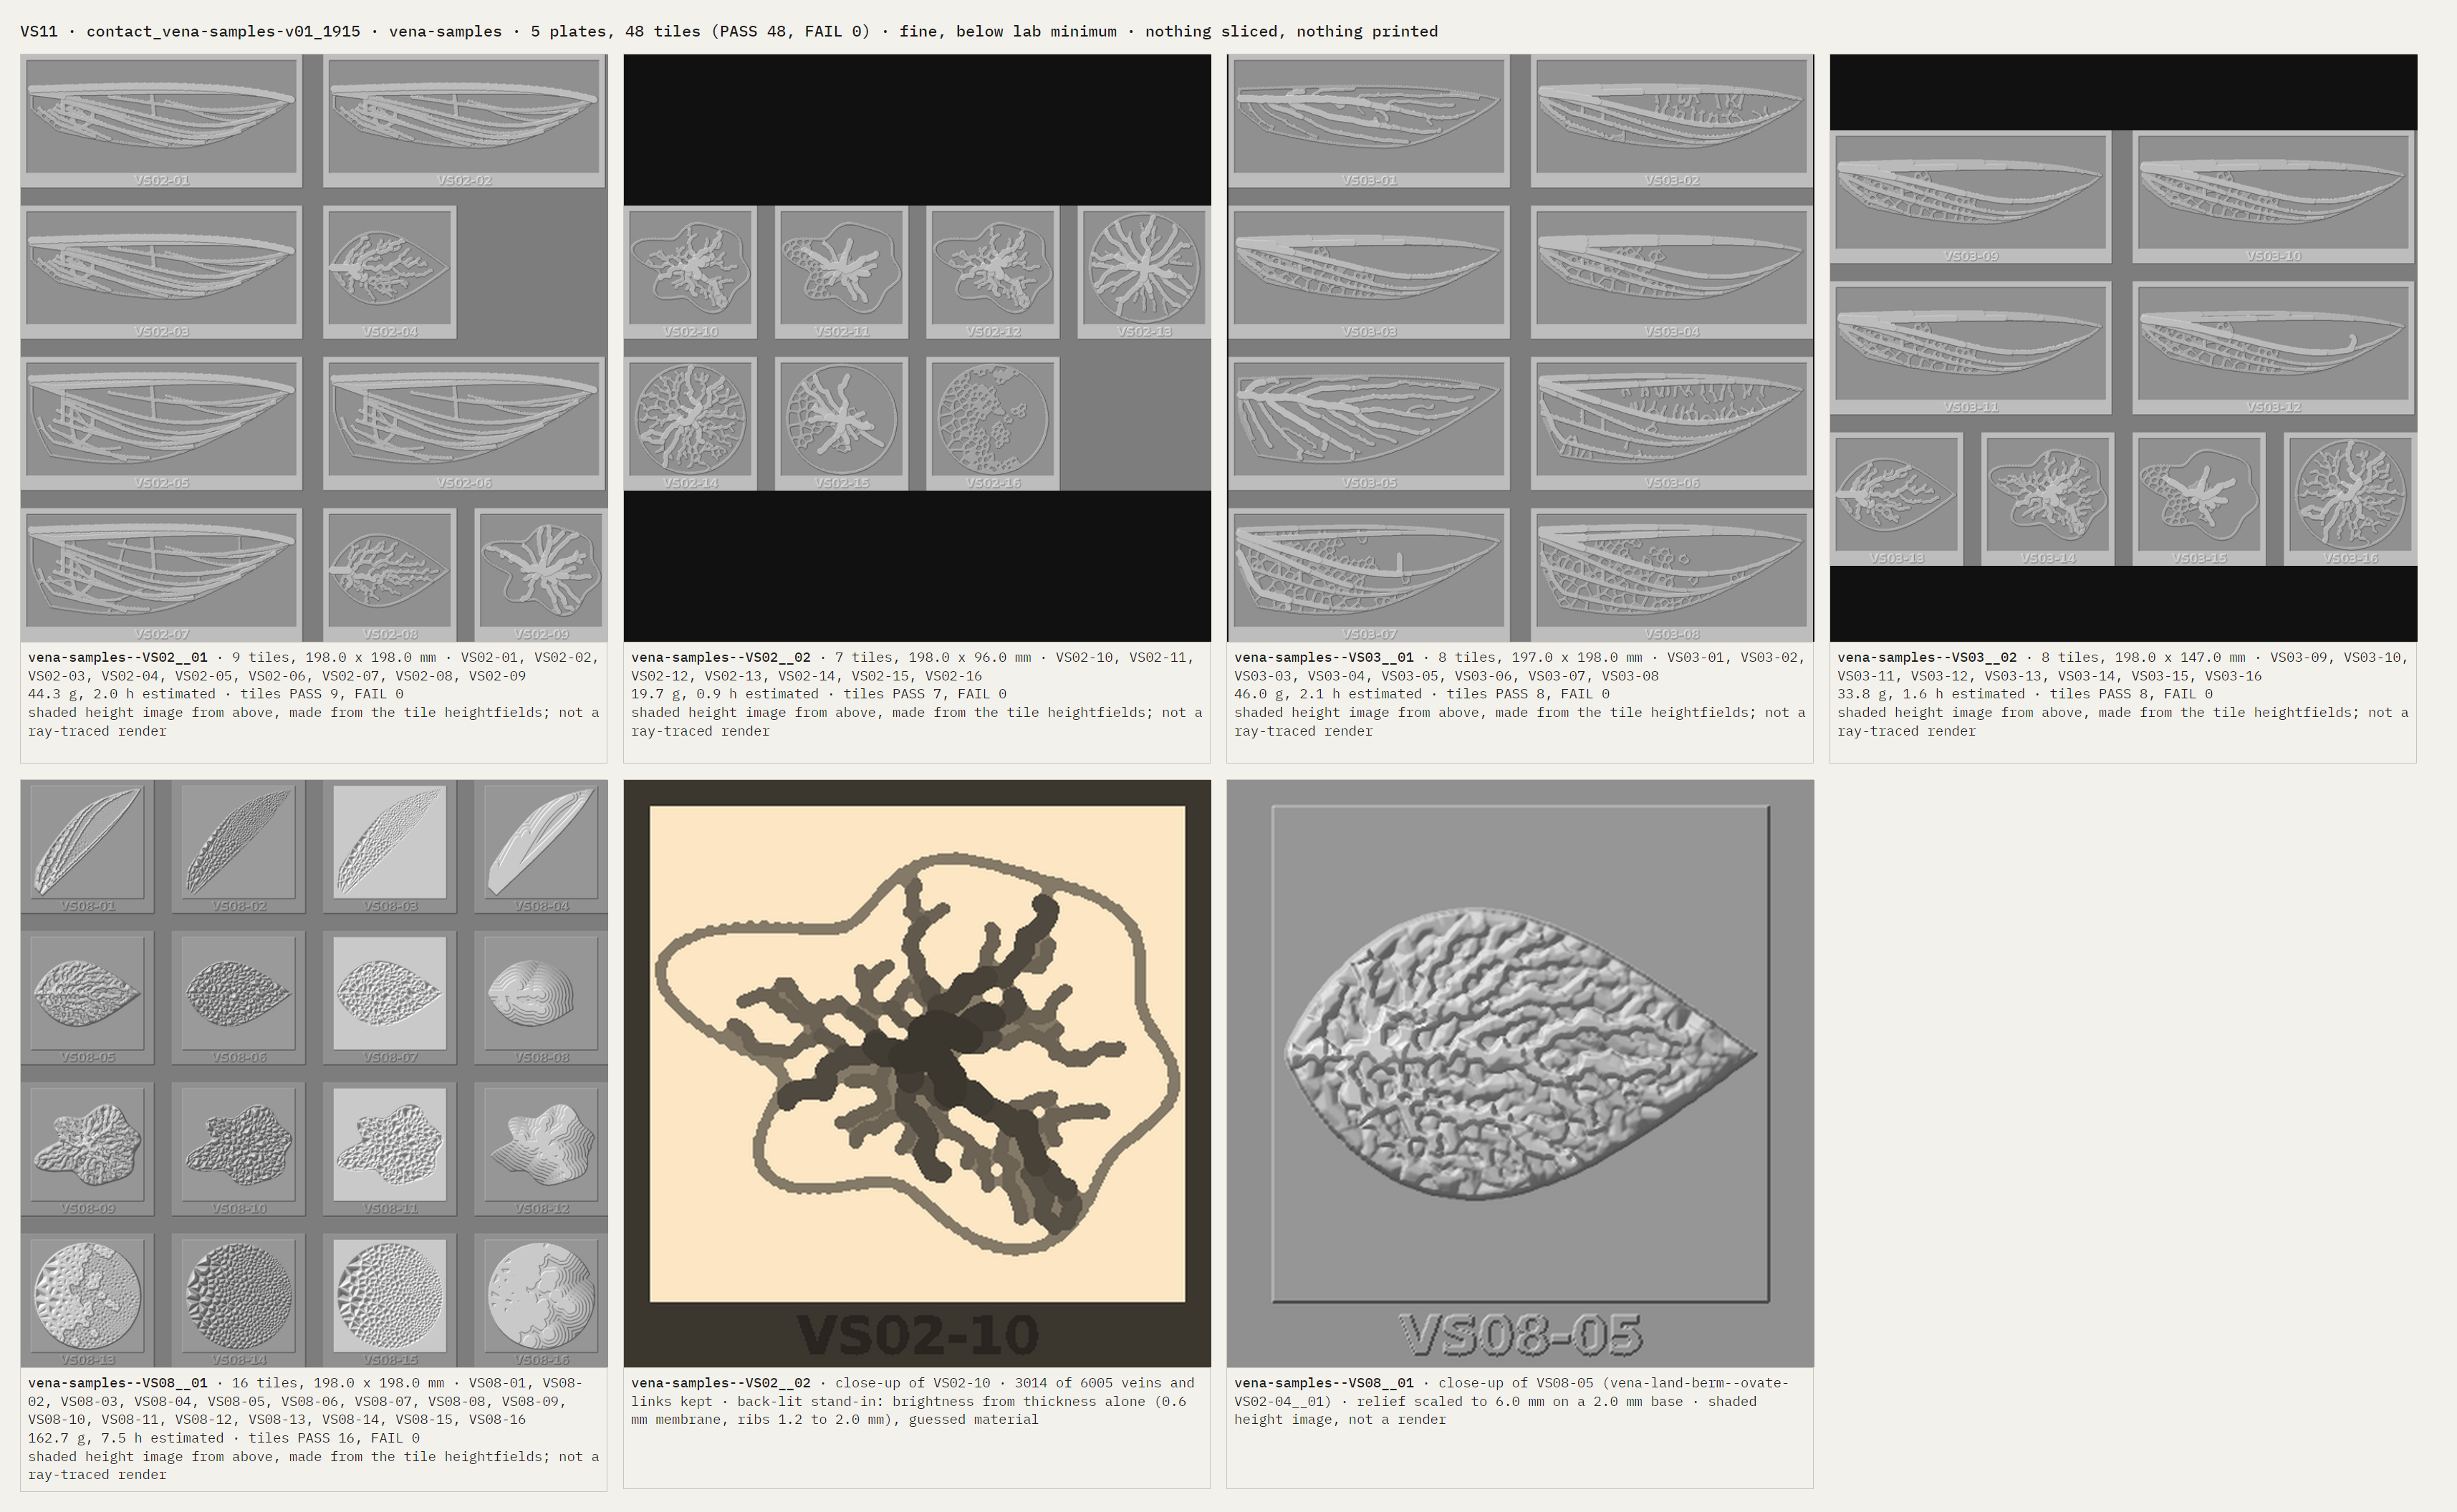 VS11 · contact_vena-samples-v01_1915 · vena-samples · 5 plates, 48 tiles (PASS 48, FAIL 0) · fine, below lab minimum · nothing sliced, nothing printed
VS02-01
VS02-02
VS02-03
VS02-04
VS02-05
VS02-06
VS02-07
VS02-08
VS02-09
vena-samples--VS02__01 · 9 tiles, 198.0 x 198.0 mm · VS02-01, VS02-02,
VS02-03, VS02-04, VS02-05, VS02-06, VS02-07, VS02-08, VS02-09
44.3 g, 2.0 h estimated · tiles PASS 9, FAIL 0
shaded height image from above, made from the tile heightfields; not a
ray-traced render
VS02-10
VS02-11
VS02-12
VS02-13
VS02-14
VS02-15
VS02-16
vena-samples--VS02__02 · 7 tiles, 198.0 x 96.0 mm · VS02-10, VS02-11,
VS02-12, VS02-13, VS02-14, VS02-15, VS02-16
19.7 g, 0.9 h estimated · tiles PASS 7, FAIL 0
shaded height image from above, made from the tile heightfields; not a
ray-traced render
VS03-01
VS03-02
VS03-03
VS03-04
VS03-05
VS03-06
VS03-07
VS03-08
vena-samples--VS03__01 · 8 tiles, 197.0 x 198.0 mm · VS03-01, VS03-02,
VS03-03, VS03-04, VS03-05, VS03-06, VS03-07, VS03-08
46.0 g, 2.1 h estimated · tiles PASS 8, FAIL 0
shaded height image from above, made from the tile heightfields; not a
ray-traced render
VS03-09
VS03-10
VS03-11
VS03-12
VS03-13
VS03-14
VS03-15
VS03-16
vena-samples--VS03__02 · 8 tiles, 198.0 x 147.0 mm · VS03-09, VS03-10,
VS03-11, VS03-12, VS03-13, VS03-14, VS03-15, VS03-16
33.8 g, 1.6 h estimated · tiles PASS 8, FAIL 0
shaded height image from above, made from the tile heightfields; not a
ray-traced render
VS08-01
VS08-02
VS08-03
VS08-04
VS08-05
VS08-06
VS08-07
VS08-08
VS08-09
VS08-10
VS08-11
VS08-12
VS08-13
VS08-14
VS08-15
VS08-16
vena-samples--VS08__01 · 16 tiles, 198.0 x 198.0 mm · VS08-01, VS08-
02, VS08-03, VS08-04, VS08-05, VS08-06, VS08-07, VS08-08, VS08-09,
VS08-10, VS08-11, VS08-12, VS08-13, VS08-14, VS08-15, VS08-16
162.7 g, 7.5 h estimated · tiles PASS 16, FAIL 0
shaded height image from above, made from the tile heightfields; not a
ray-traced render
VS02-10
vena-samples--VS02__02 · close-up of VS02-10 · 3014 of 6005 veins and
links kept · back-lit stand-in: brightness from thickness alone (0.6
mm membrane, ribs 1.2 to 2.0 mm), guessed material
VS08-05
vena-samples--VS08__01 · close-up of VS08-05 (vena-land-berm--ovate-
VS02-04__01) · relief scaled to 6.0 mm on a 2.0 mm base · shaded
height image, not a render